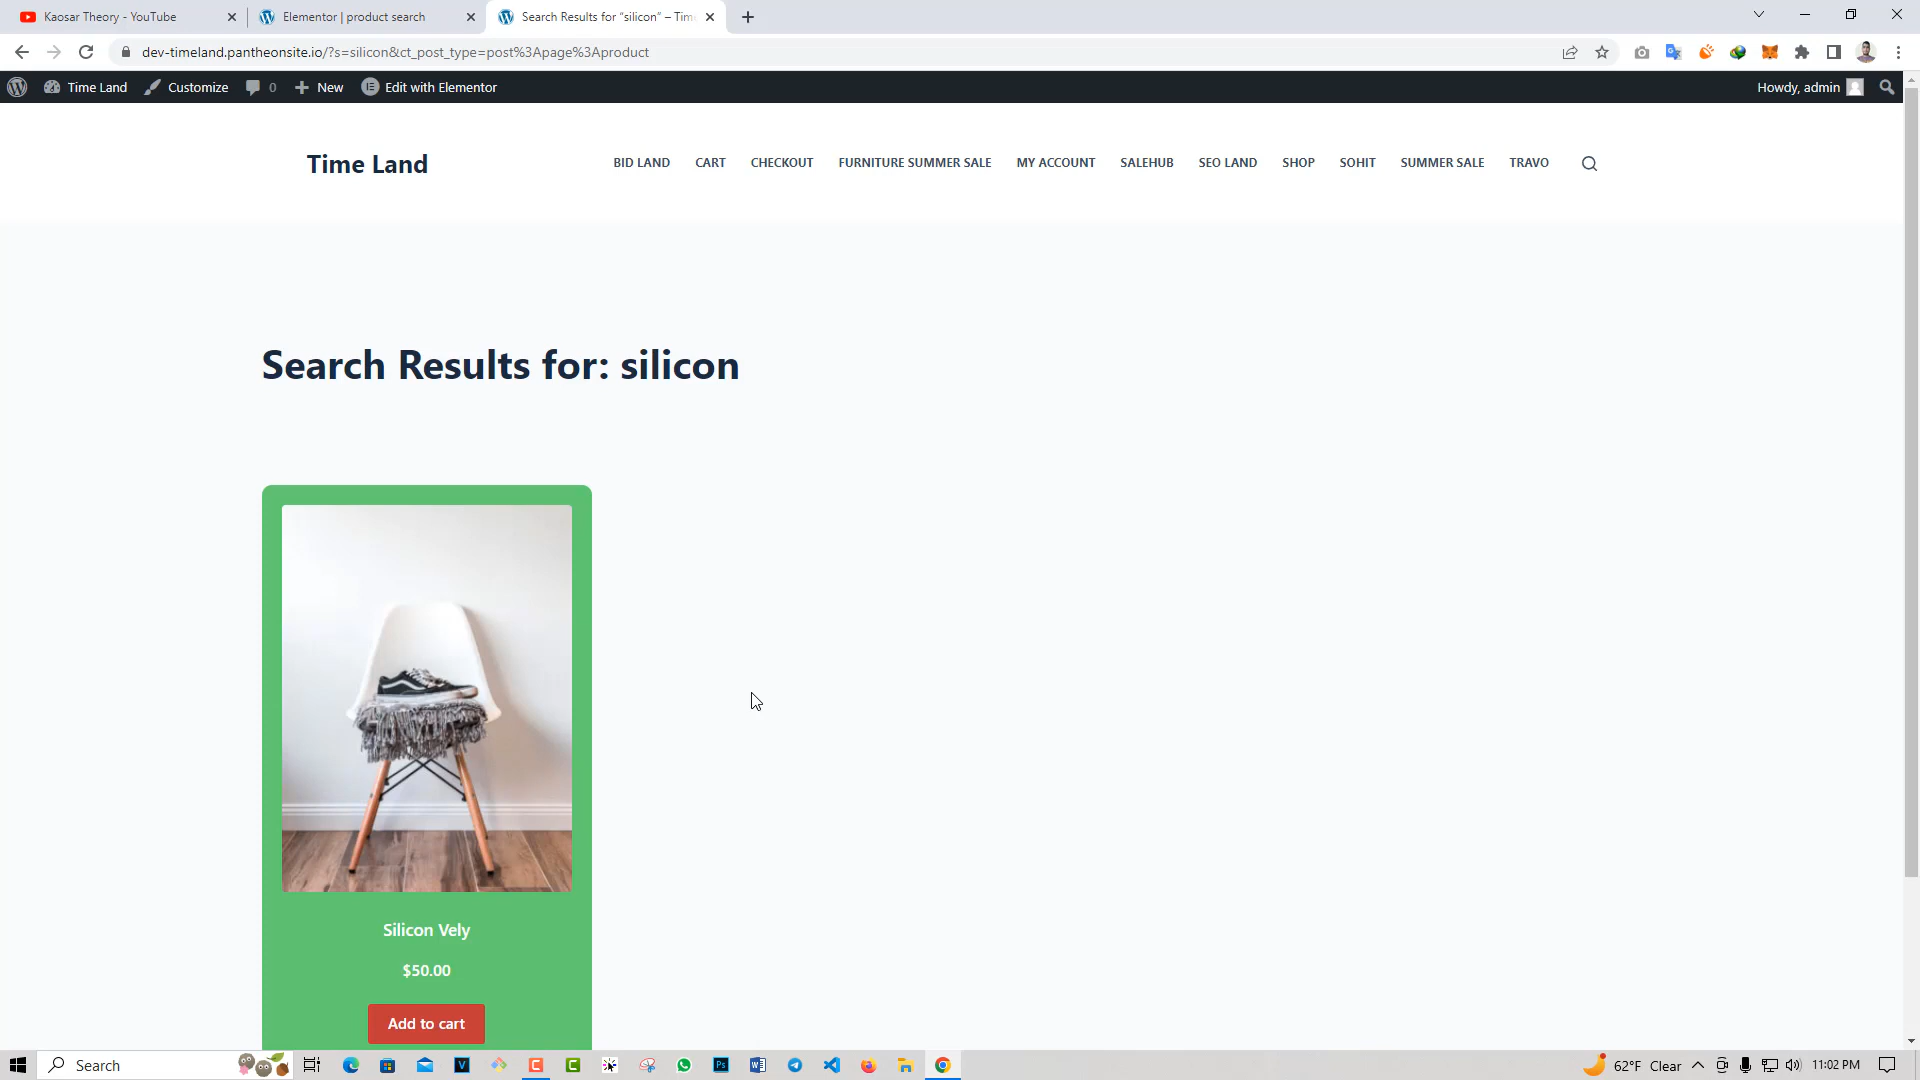 Kaosar Theory - YouTube
Elementor | product search
Search Results for “silicon” – Tim
dev-timeland.pantheonsite.io/?s=silicon&ct_post_type=post%3Apage%3Aproduct
Time Land
Customize
0
New
Edit with Elementor
Howdy, admin
Time Land
BID LAND
CART
CHECKOUT
FURNITURE SUMMER SALE
MY ACCOUNT
SALEHUB
SEO LAND
SHOP
SOHIT
SUMMER SALE
TRAVO
Search Results for: silicon
Silicon Vely
$50.00
Add to cart
Search
62°F Clear
11:02 PM